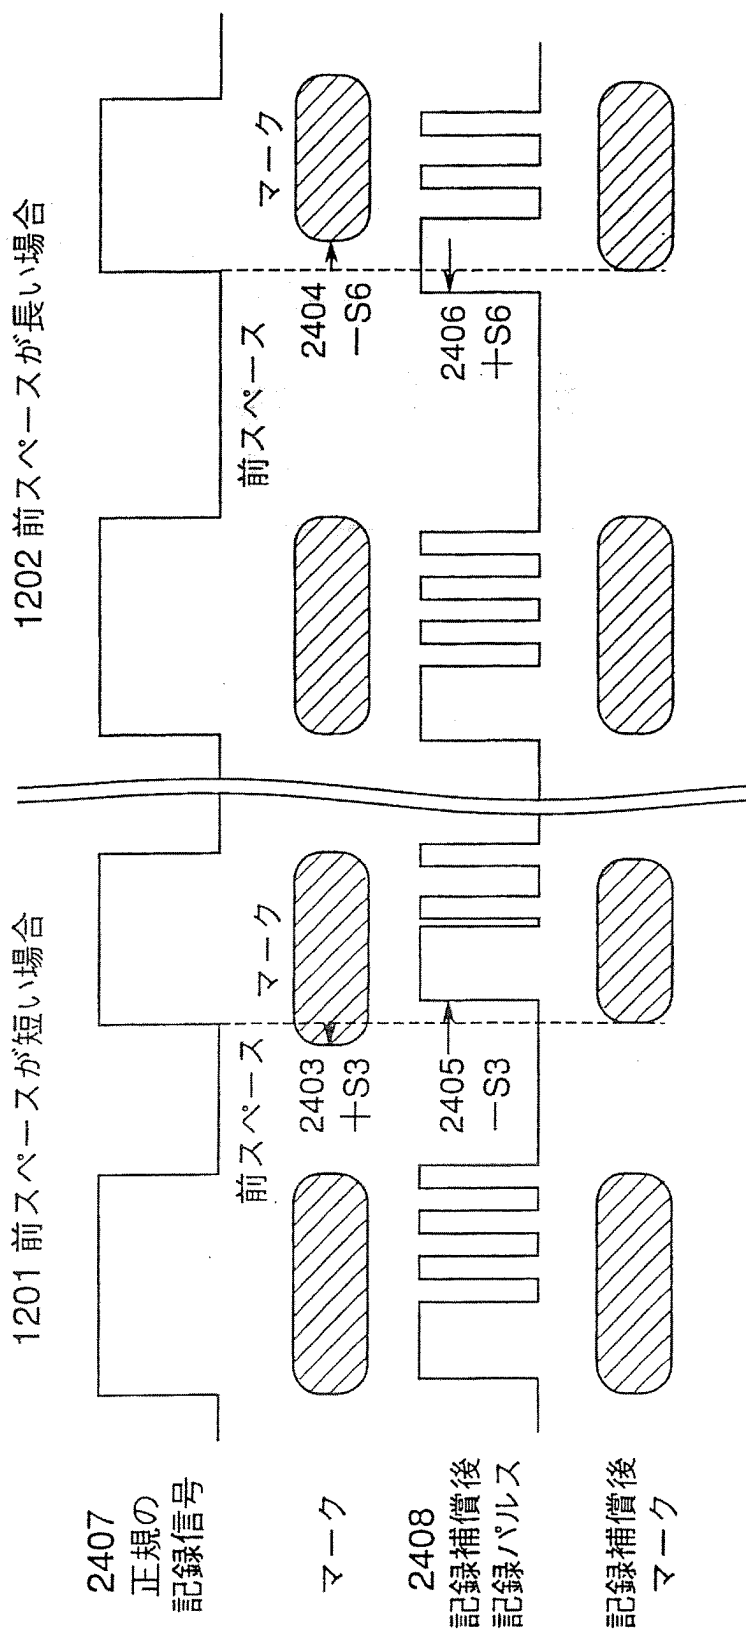 1201 前スペースが短い場合
1202 前スペースが長い場合
2407
正規の
記録信号
前スペース
前スペース
マーク
マーク
マーク
2403
+S3
2404
−S6
2408
記録補償後
記録パルス
2405
−S3
2406
+S6
記録補償後
マーク